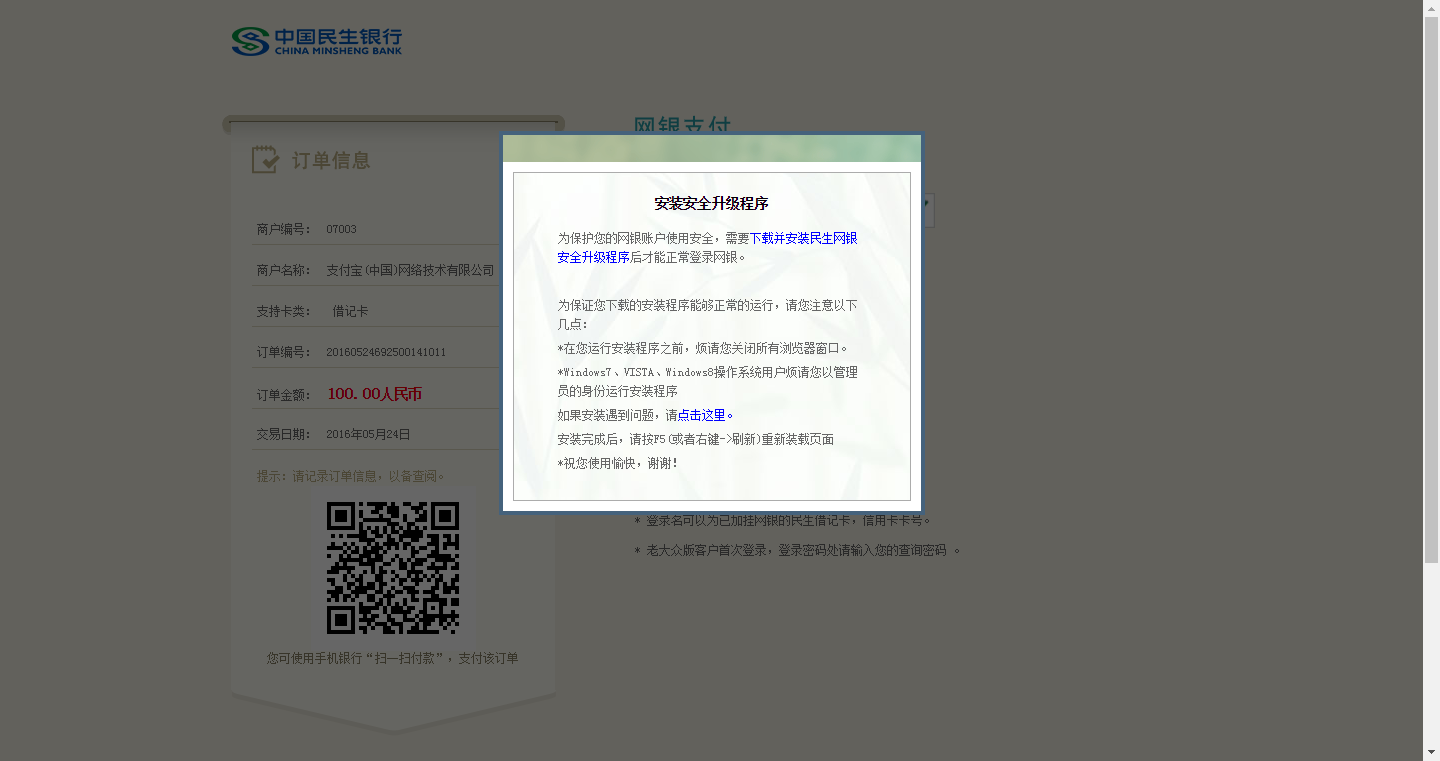 中国民生银行
CHINA MINSHENG BANK
订单信息
商户编号： 07003
商户名称： 支付宝(中国)网络技术有限公司
支持卡类： 借记卡
订单编号： 20160524692500141011
订单金额： 100.00人民币
交易日期： 2016年05月24日
提示：请记录订单信息，以备查阅。
您可使用手机银行“扫一扫付款”，支付该订单
网银支付
安装安全升级程序
为保护您的网银账户使用安全，需要下载并安装民生网银
安全升级程序后才能正常登录网银。
为保证您下载的安装程序能够正常的运行，请您注意以下
几点：
*在您运行安装程序之前，烦请您关闭所有浏览器窗口。
*Windows7、VISTA、Windows8操作系统用户烦请您以管理
员的身份运行安装程序
如果安装遇到问题，请点击这里。
安装完成后，请按F5(或者右键->刷新)重新装载页面
*祝您使用愉快，谢谢！
* 登录名可以为已加挂网银的民生借记卡，信用卡卡号。
* 老大众版客户首次登录，登录密码处请输入您的查询密码 。